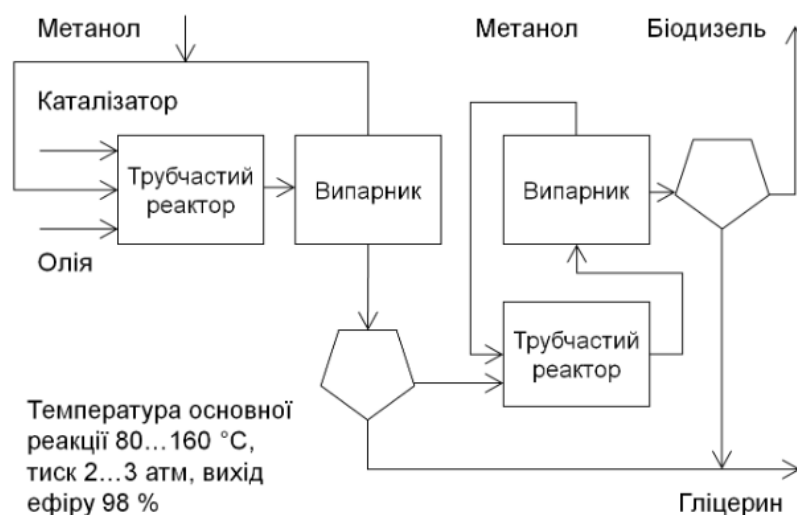 Метанол
Метанол
Біодизель
Каталізатор
Трубчастий
реактор
Випарник
Випарник
Олія
Трубчастий
реактор
Температура основної
реакції 80...160 °C,
тиск 2...3 атм, вихід
ефіру 98 %
Гліцерин